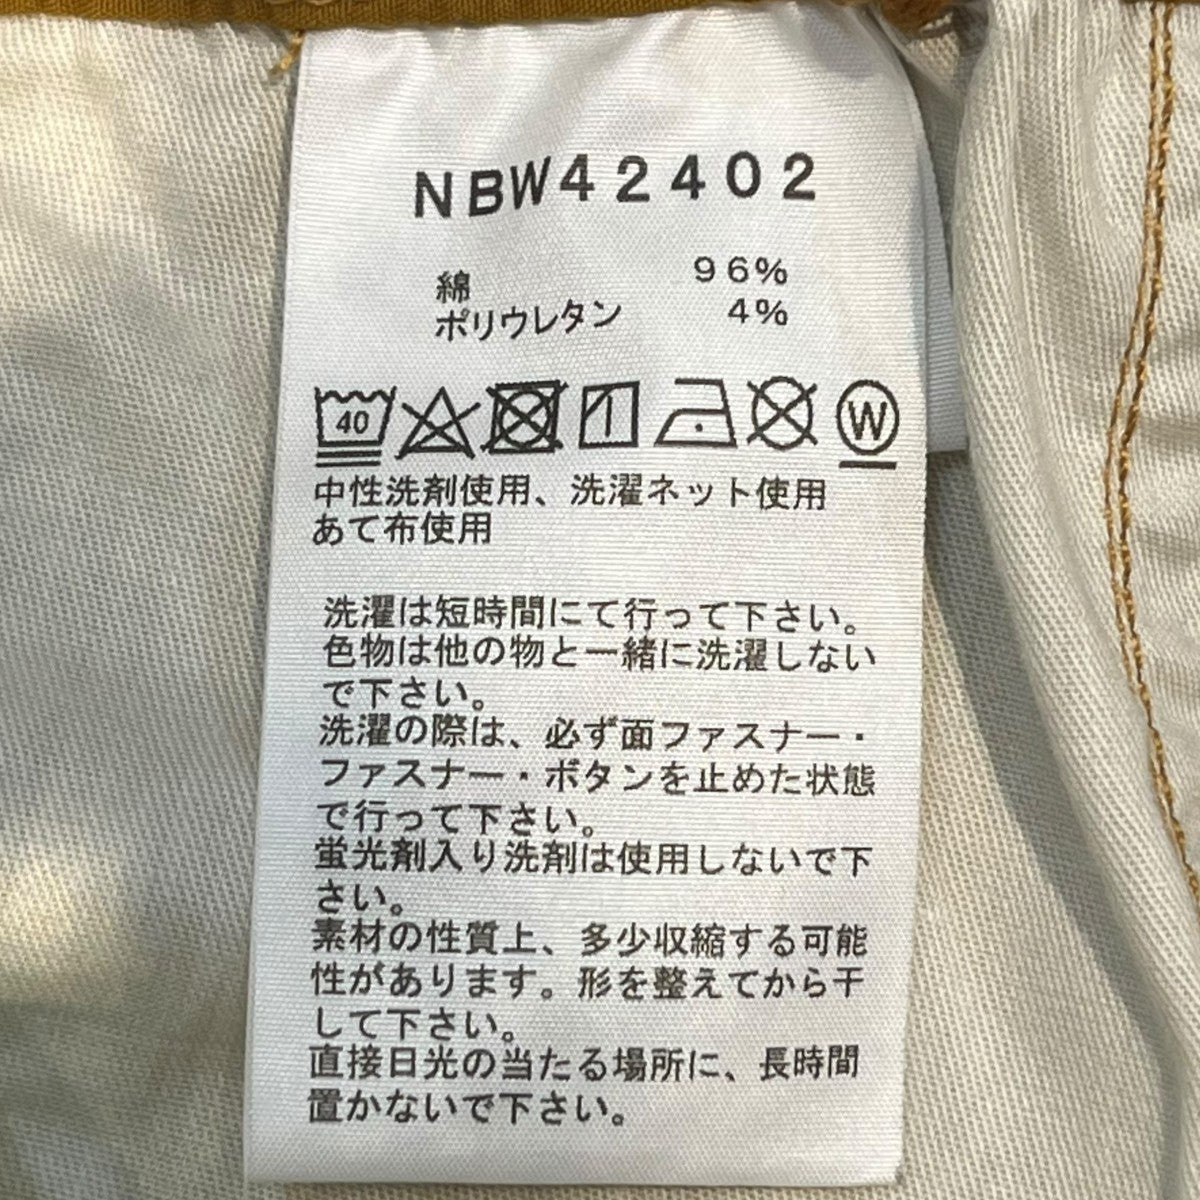 NBW42402
綿 96%
ポリウレタン 4%
40 W
中性洗剤使用、洗濯ネット使用
あて布使用
洗濯は短時間にて行って下さい。
色物は他の物と一緒に洗濯しない
で下さい。
洗濯の際は、必ず面ファスナー・
ファスナー・ボタンを止めた状態
で行って下さい。
蛍光剤入り洗剤は使用しないで下
さい。
素材の性質上、多少収縮する可能
性があります。形を整えてから干
して下さい。
直接日光の当たる場所に、長時間
置かないで下さい。